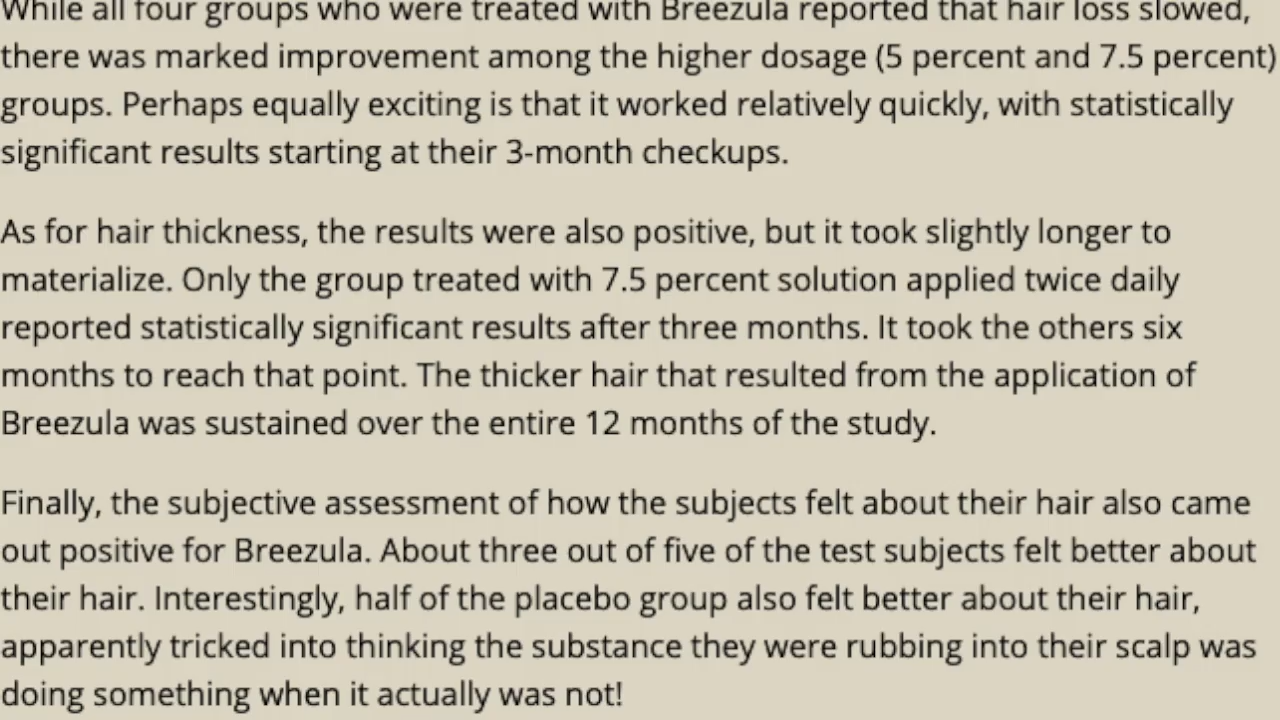 While all four groups who were treated with Breezula reported that hair loss slowed,
there was marked improvement among the higher dosage (5 percent and 7.5 percent)
groups. Perhaps equally exciting is that it worked relatively quickly, with statistically
significant results starting at their 3-month checkups.
As for hair thickness, the results were also positive, but it took slightly longer to
materialize. Only the group treated with 7.5 percent solution applied twice daily
reported statistically significant results after three months. It took the others six
months to reach that point. The thicker hair that resulted from the application of
Breezula was sustained over the entire 12 months of the study.
Finally, the subjective assessment of how the subjects felt about their hair also came
out positive for Breezula. About three out of five of the test subjects felt better about
their hair. Interestingly, half of the placebo group also felt better about their hair,
apparently tricked into thinking the substance they were rubbing into their scalp was
doing something when it actually was not!